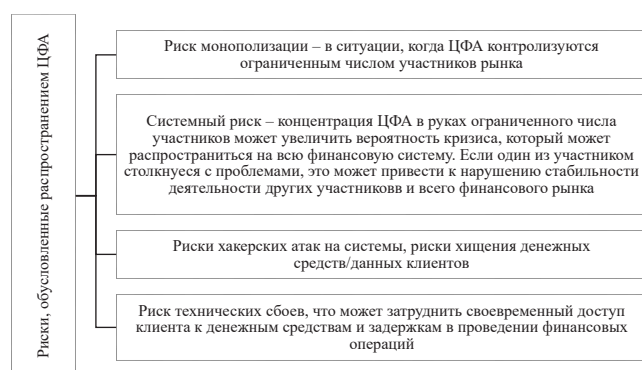 Риски, обусловленные распространением ЦФА
Риск монополизации – в ситуации, когда ЦФА контролизуются
ограниченным числом участников рынка
Системный риск – концентрация ЦФА в руках ограниченного числа
участников может увеличить вероятность кризиса, который может
распространиться на всю финансовую систему. Если один из участником
столкнуеся с проблемами, это может привести к нарушению стабильности
деятельности других участниковв и всего финансового рынка
Риски хакерских атак на системы, риски хищения денежных
средств/данных клиентов
Риск технических сбоев, что может затруднить своевременный доступ
клиента к денежным средствам и задержкам в проведении финансовых
операций